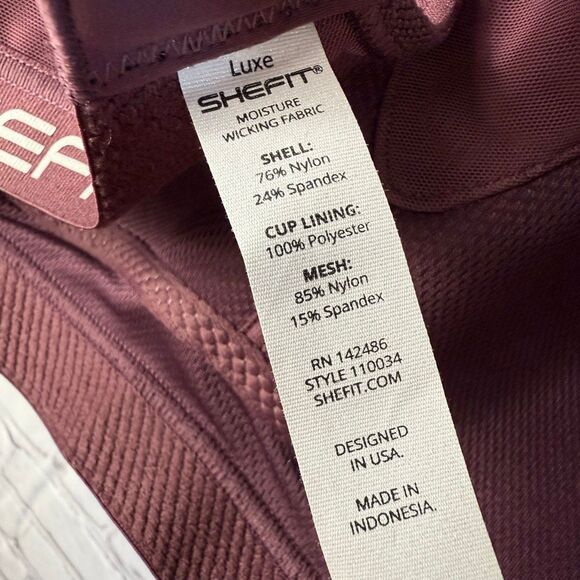 Luxe
SHEFIT®
MOISTURE
WICKING FABRIC
SHELL:
76% Nylon
24% Spandex
CUP LINING:
100% Polyester
MESH:
85% Nylon
15% Spandex
RN 142486
STYLE 110034
SHEFIT.COM
DESIGNED
IN USA.
MADE IN
INDONESIA.